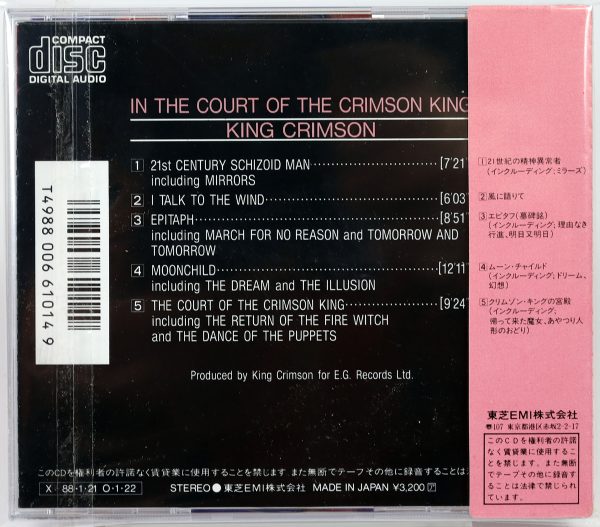 COMPACT
disc
DIGITAL AUDIO
IN THE COURT OF THE CRIMSON KING
KING CRIMSON
1 21st CENTURY SCHIZOID MAN [7'21"
including MIRRORS
2 I TALK TO THE WIND [6'03"
3 EPITAPH [8'51"
including MARCH FOR NO REASON and TOMORROW AND
TOMORROW
4 MOONCHILD [12'11"
including THE DREAM and THE ILLUSION
5 THE COURT OF THE CRIMSON KING [9'24"
including THE RETURN OF THE FIRE WITCH
and THE DANCE OF THE PUPPETS
Produced by King Crimson for E.G. Records Ltd.
このCDを権利者の許諾なく賃貸業に使用することを禁じます。また無断でテープその他に録音することは法
X-88・1・21 O・1・22 STEREO● 東芝EMI株式会社 MADE IN JAPAN ¥3,200
T4988 006 610149
1 21世紀の精神異常者
(インクルーディング;ミラーズ)
2 風に語りて
3 エピタフ(墓碑銘)
(インクルーディング;理由なき
行進、明日又明日)
4 ムーン・チャイルド
(インクルーディング;ドリーム、
幻想)
5 クリムゾン・キングの宮殿
(インクルーディング;
帰って来た魔女、あやつり人
形のおどり)
東芝EMI株式会社
〒107 東京都港区赤坂2-2-17
このCDを権利者の許諾
なく賃貸業に使用するこ
とを禁じます。また無断
でテープその他に録音す
ることは法律で禁じられ
ています。